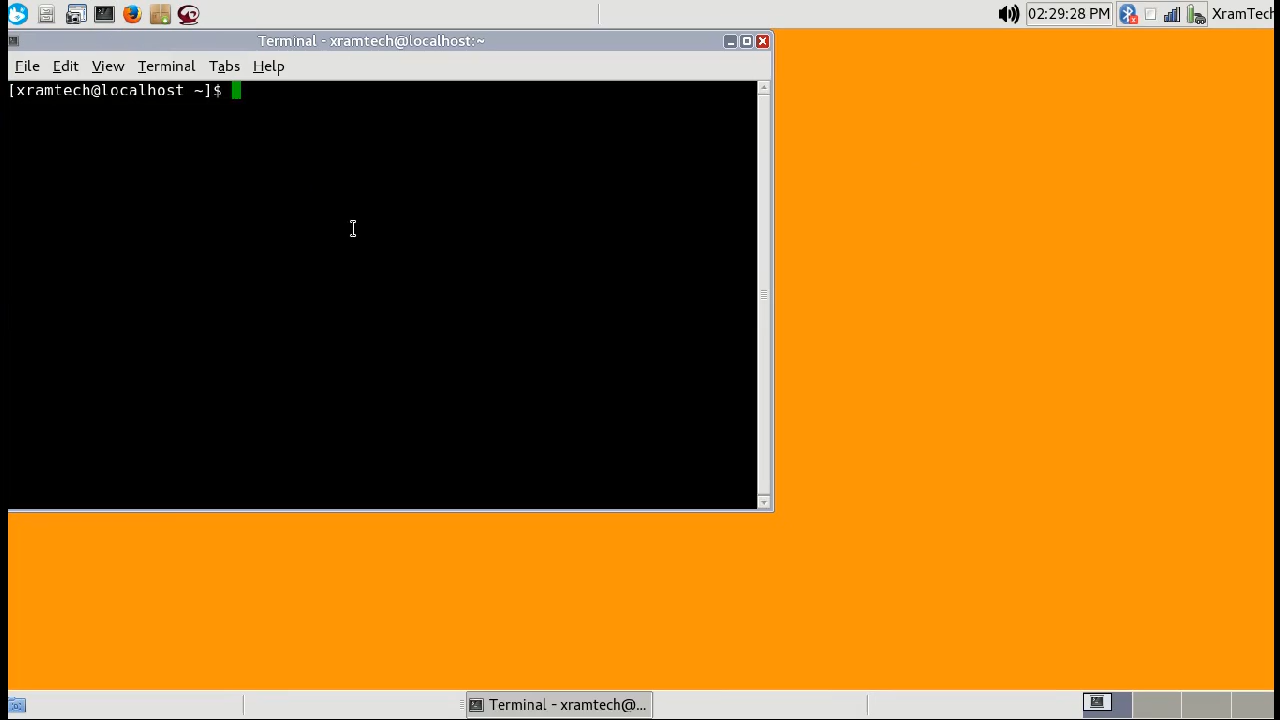 02:29:28 PM
XramTech
Terminal - xramtech@localhost:~
File Edit View Terminal Tabs Help
[xramtech@localhost ~]$
Terminal - xramtech@...